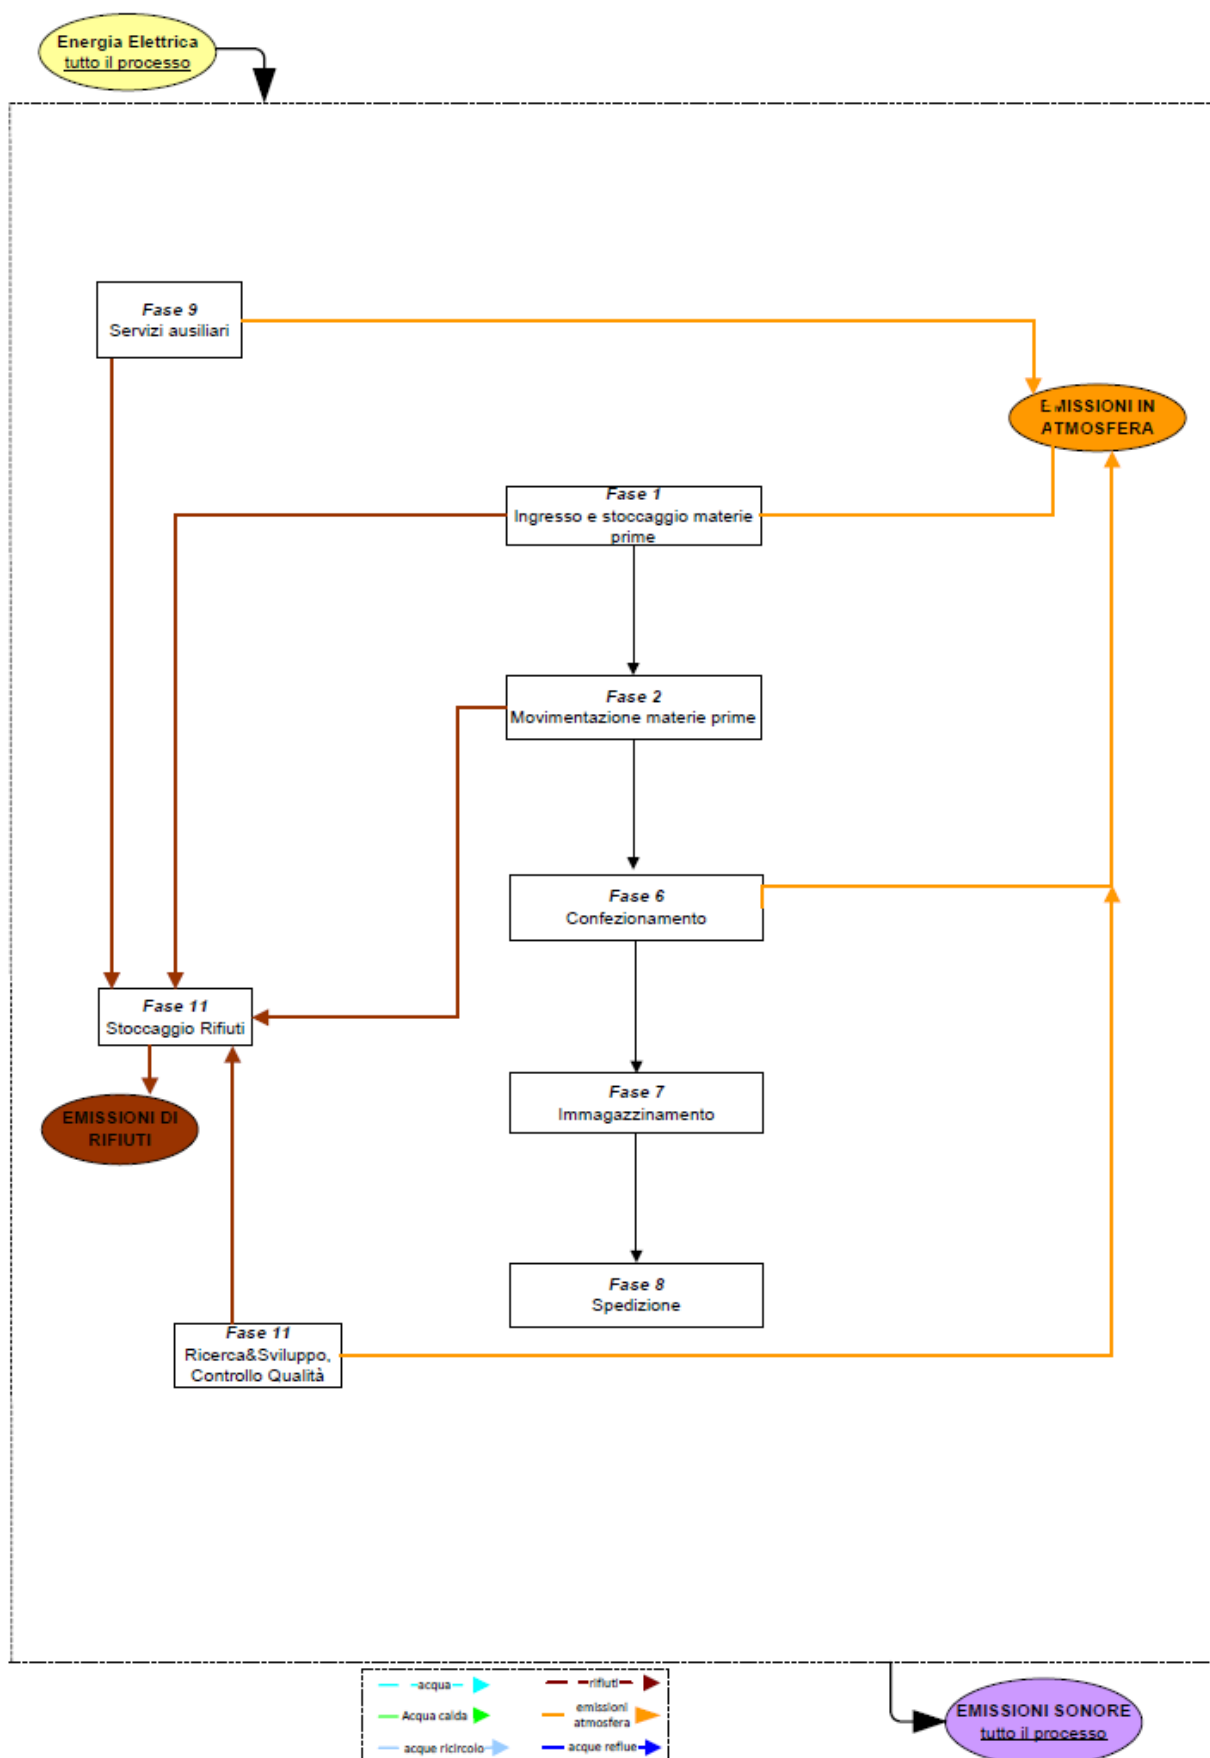 Energia Elettrica
tutto il processo
Fase 9
Servizi ausiliari
EMISSIONI IN
ATMOSFERA
Fase 1
Ingresso e stoccaggio materie
prime
Fase 2
Movimentazione materie prime
Fase 6
Confezionamento
Fase 11
Stoccaggio Rifiuti
EMISSIONI DI
RIFIUTI
Fase 7
Immagazzinamento
Fase 8
Spedizione
Fase 11
Ricerca&Sviluppo,
Controllo Qualità
acqua
rifiuti
Acqua calda
emissioni
atmosfera
acque ricircolo
acque reflue
EMISSIONI SONORE
tutto il processo